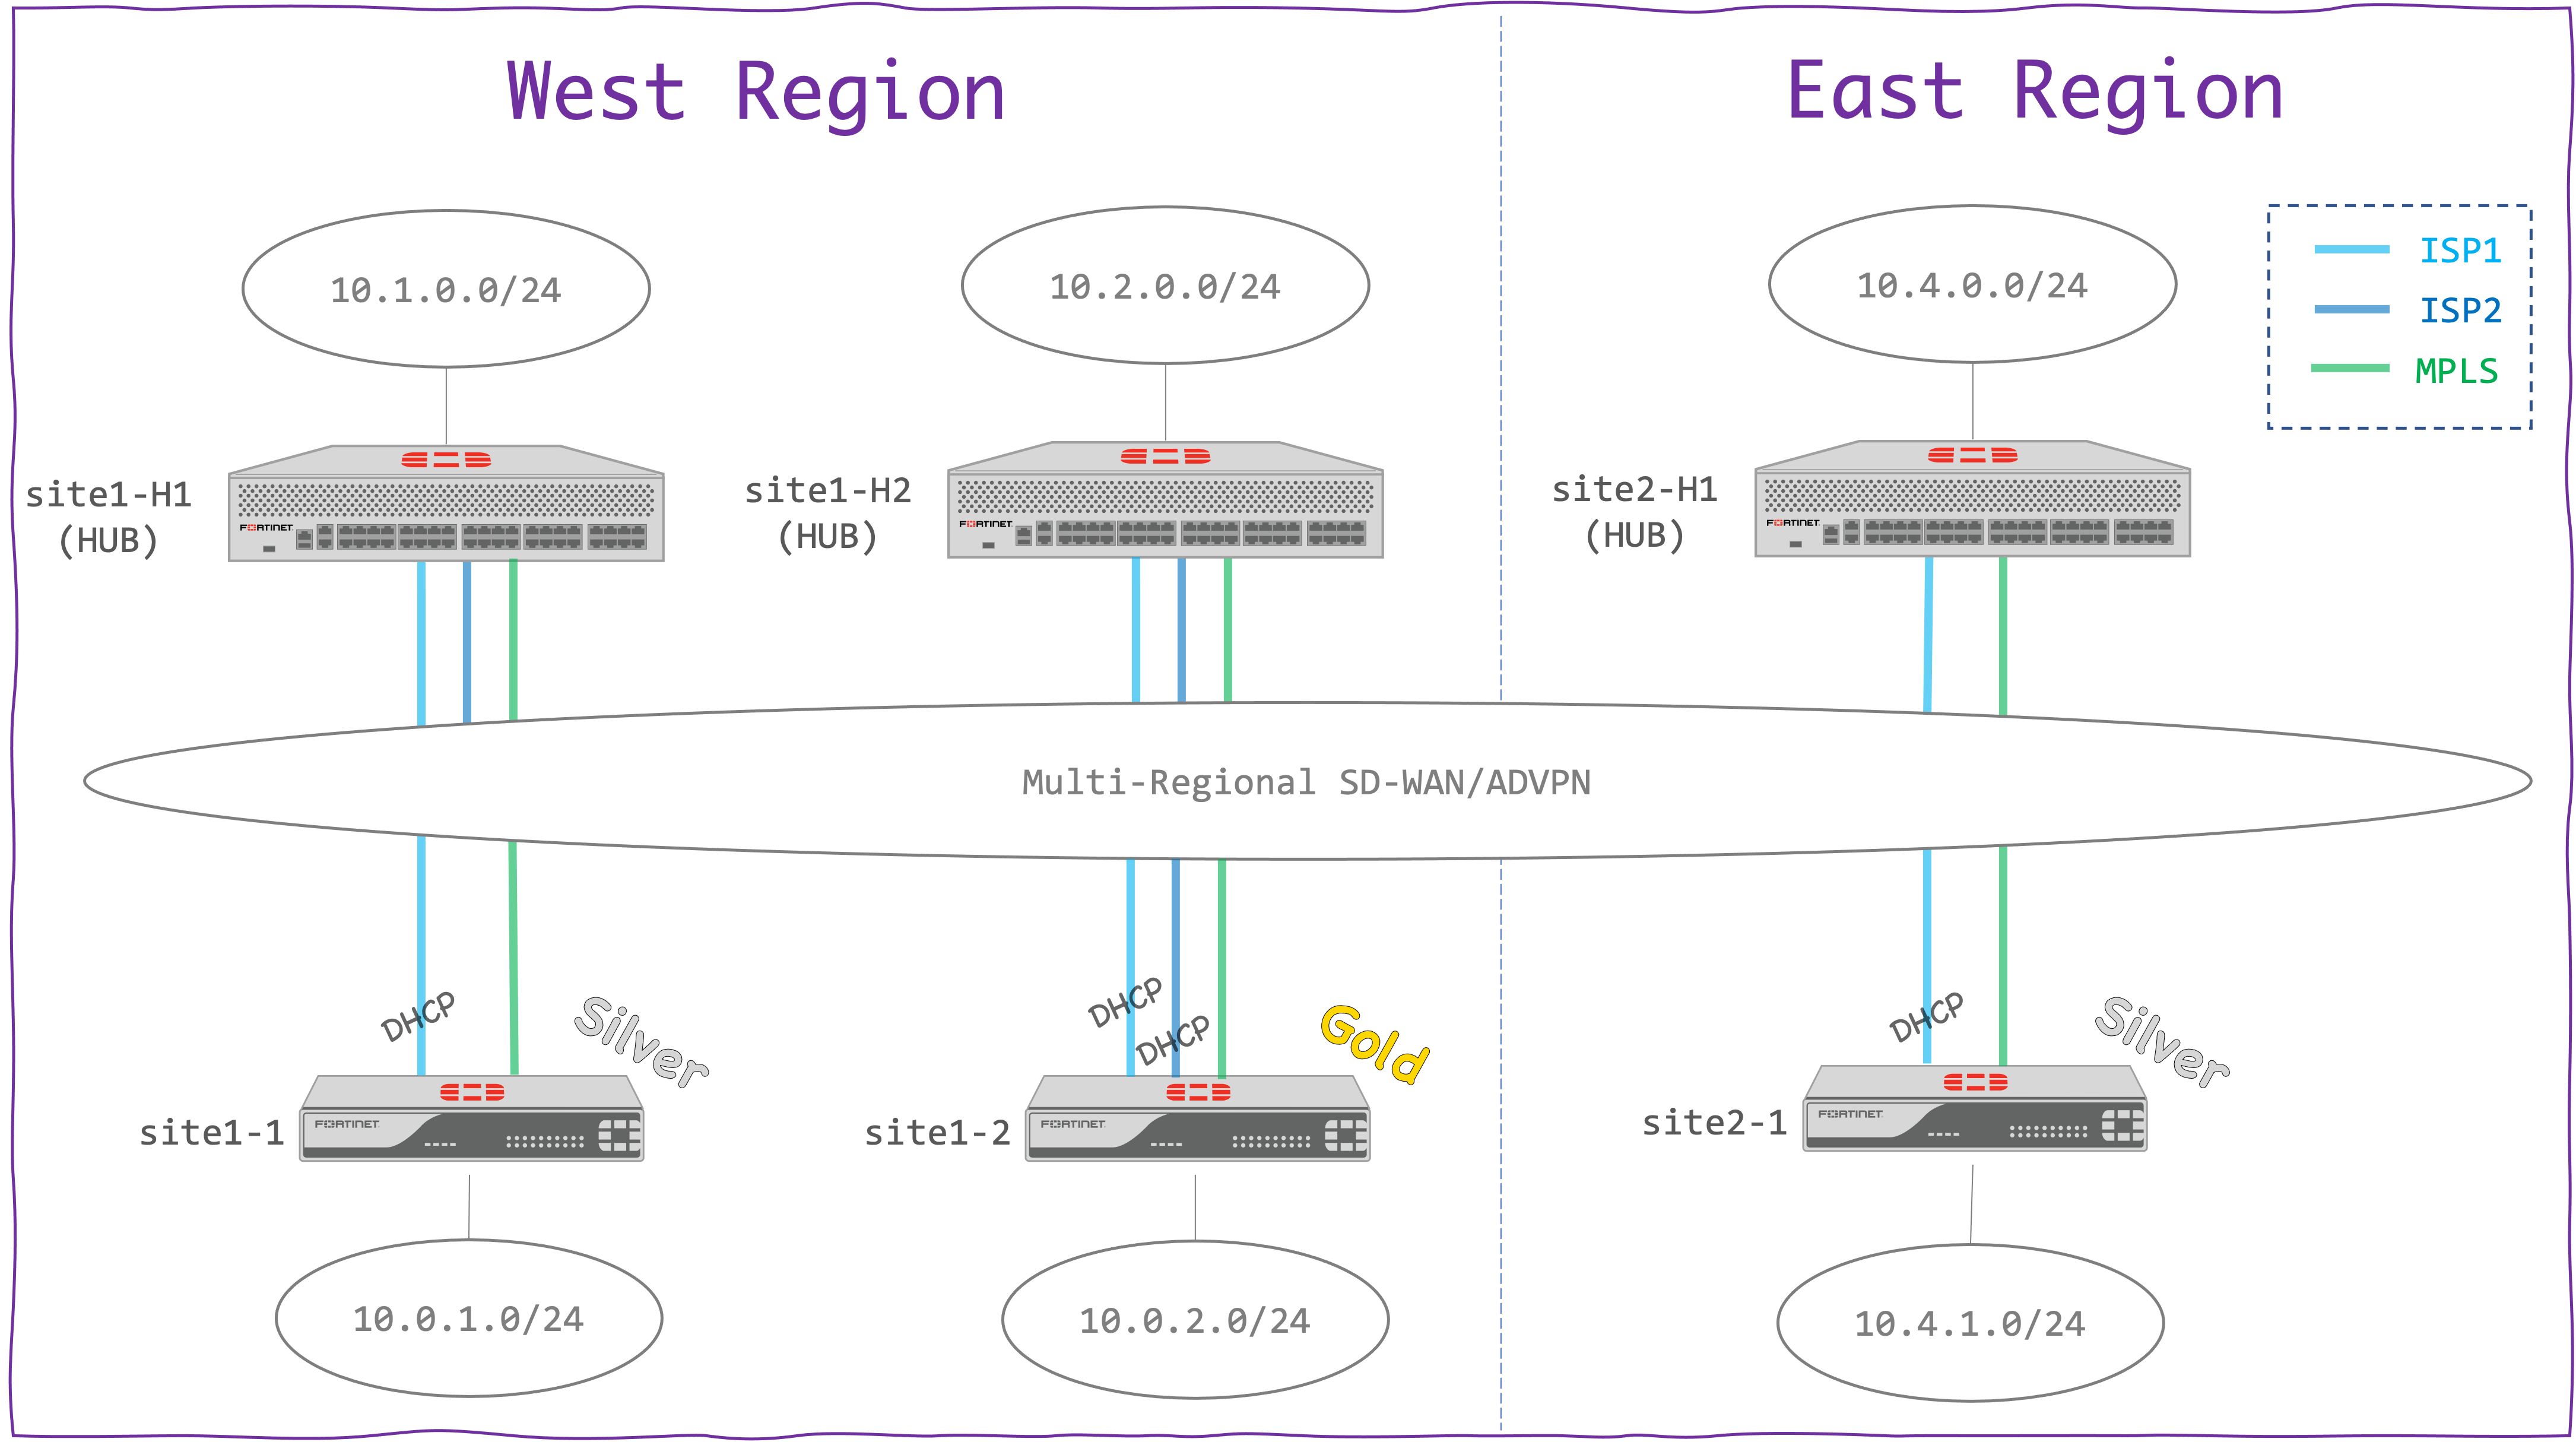 West Region
East Region
10.1.0.0/24
10.2.0.0/24
10.4.0.0/24
ISP1
ISP2
MPLS
site1-H1
(HUB)
FORTINET
site1-H2
(HUB)
FORTINET
site2-H1
(HUB)
FORTINET
Multi-Regional SD-WAN/ADVPN
DHCP
Silver
DHCP
DHCP
Gold
DHCP
Silver
site1-1
FORTINET
site1-2
FORTINET
site2-1
FORTINET
10.0.1.0/24
10.0.2.0/24
10.4.1.0/24